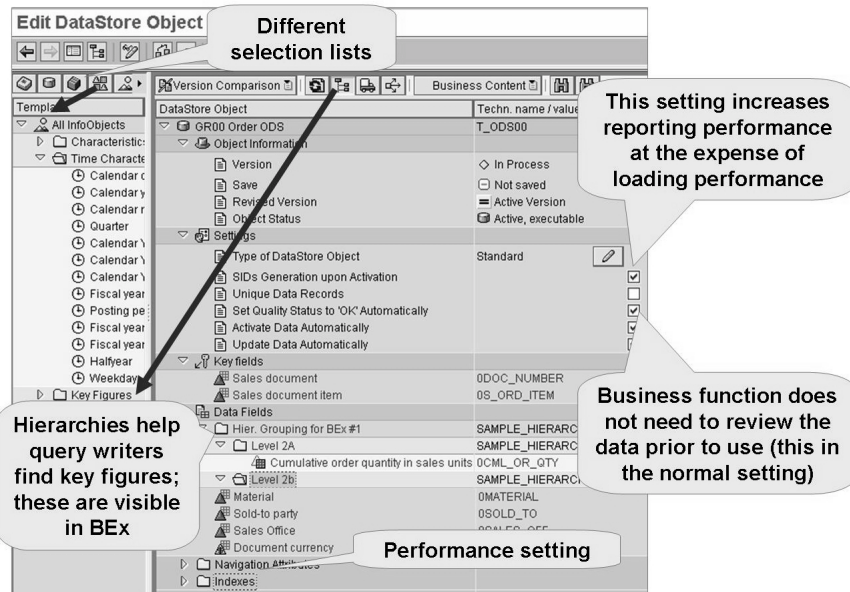 Edit DataStore Object
Different
selection lists
Version Comparison
Business Content
DataStore Object
Techn. name / value
All InfoObjects
GR00 Order ODS
T_ODS00
Object Information
Time Characte
Version
In Process
Calendar
Save
Not saved
Calendar
Revised Version
Active Version
Calendar
Object Status
Active, executable
Quarter
Settings
Calendar
Type of DataStore Object
Standard
Calendar
SIDs Generation upon Activation
Calendar
Unique Data Records
Fiscal year
Set Quality Status to 'OK' Automatically
Posting pe
Activate Data Automatically
Fiscal year
Update Data Automatically
Fiscal year
Key fields
Halfyear
Sales document
0DOC_NUMBER
Weekday
Sales document item
0S_ORD_ITEM
Key Figures
Data Fields
Hier. Grouping for BEx #1
SAMPLE_HIERARC
Level 2A
SAMPLE_HIERARC
Cumulative order quantity in sales units
0CML_OR_QTY
Level 2b
SAMPLE_HIERARC
Material
0MATERIAL
Sold-to party
0SOLD_TO
Sales Office
Document currency
Navigation Attributes
Indexes
This setting increases
reporting performance
at the expense of
loading performance
Business function does
not need to review the
data prior to use (this in
the normal setting)
Hierarchies help
query writers
find key figures;
these are visible
in BEx
Performance setting